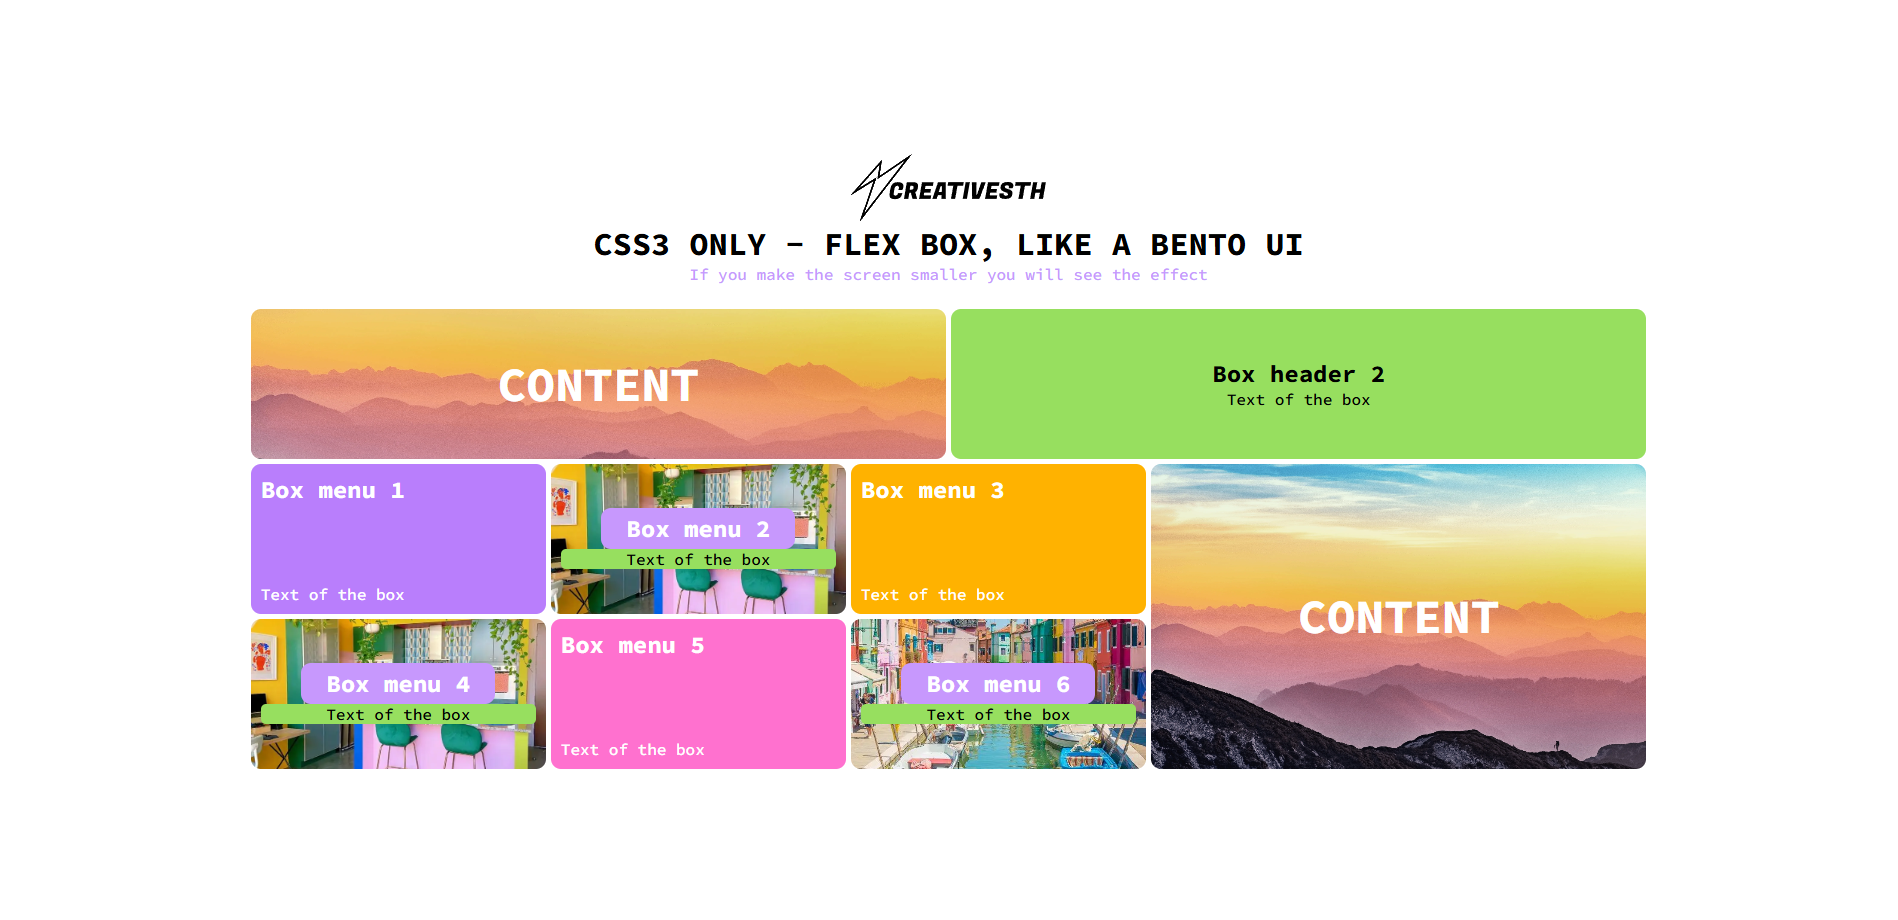 CREATIVESTH
CSS3 ONLY - FLEX BOX, LIKE A BENTO UI
If you make the screen smaller you will see the effect
CONTENT
Box header 2
Text of the box
Box menu 1
Text of the box
Box menu 2
Text of the box
Box menu 3
Text of the box
CONTENT
Box menu 4
Text of the box
Box menu 5
Text of the box
Box menu 6
Text of the box